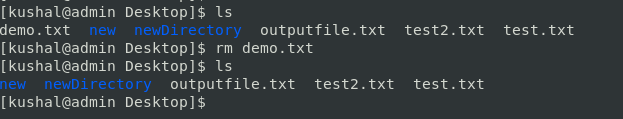 [kushal@admin Desktop]$ ls
demo.txt  new  newDirectory  outputfile.txt  test2.txt  test.txt
[kushal@admin Desktop]$ rm demo.txt
[kushal@admin Desktop]$ ls
new  newDirectory  outputfile.txt  test2.txt  test.txt
[kushal@admin Desktop]$